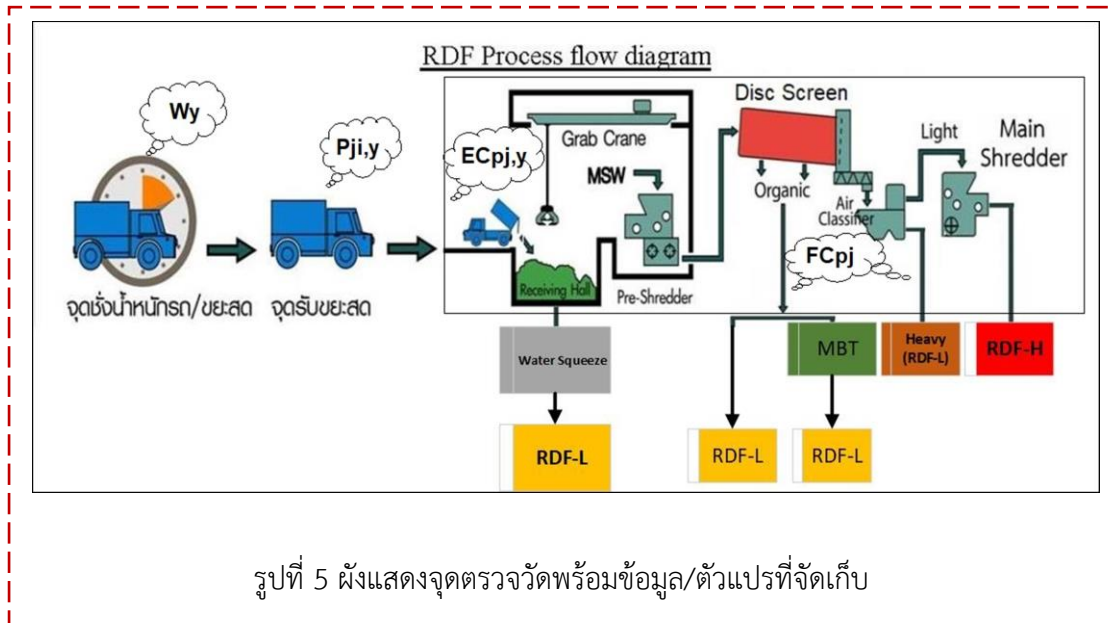 RDF Process flow diagram
Wy
Pji,y
ECpj,y
Grab Crane
MSW
Receiving Hall
Pre-Shredder
Disc Screen
Organic
Air
Classifier
Light
Main
Shredder
FCpj
จุดชั่งน้ำหนักรถ/ขยะสด
จุดรับขยะสด
Water Squeeze
RDF-L
MBT
Heavy
(RDF-L)
RDF-H
RDF-L
RDF-L
รูปที่ 5 ผังแสดงจุดตรวจวัดพร้อมข้อมูล/ตัวแปรที่จัดเก็บ